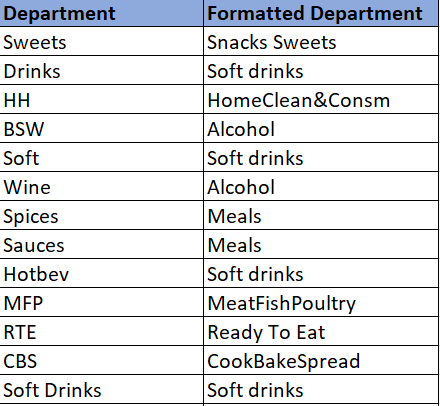 Department Formatted Department
Sweets Snacks Sweets
Drinks Soft drinks
HH HomeClean&Consm
BSW Alcohol
Soft Soft drinks
Wine Alcohol
Spices Meals
Sauces Meals
Hotbev Soft drinks
MFP MeatFishPoultry
RTE Ready To Eat
CBS CookBakeSpread
Soft Drinks Soft drinks